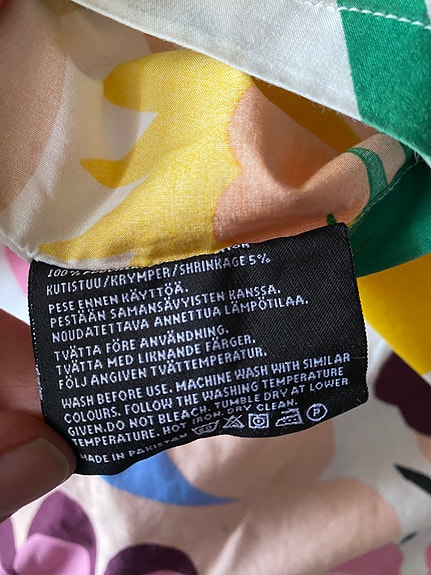 100%
KUTISTUU/KRYMPER/SHRINKAGE 5%
PESE ENNEN KÄYTTÖÄ.
PESTÄÄN SAMANSÄVYISTEN KANSSA.
NOUDATETTAVA ANNETTUA LÄMPÖTILAA.
TVÄTTA FÖRE ANVÄNDNING.
TVÄTTA MED LIKNANDE FÄRGER.
FÖLJ ANGIVEN TVÄTTEMPERATUR.
WASH BEFORE USE. MACHINE WASH WITH SIMILAR
COLOURS. FOLLOW THE WASHING TEMPERATURE
GIVEN.DO NOT BLEACH. TUMBLE DRY AT LOWER
TEMPERATURE. HOT IRON. DRY CLEAN.
MADE IN PAKISTAN P